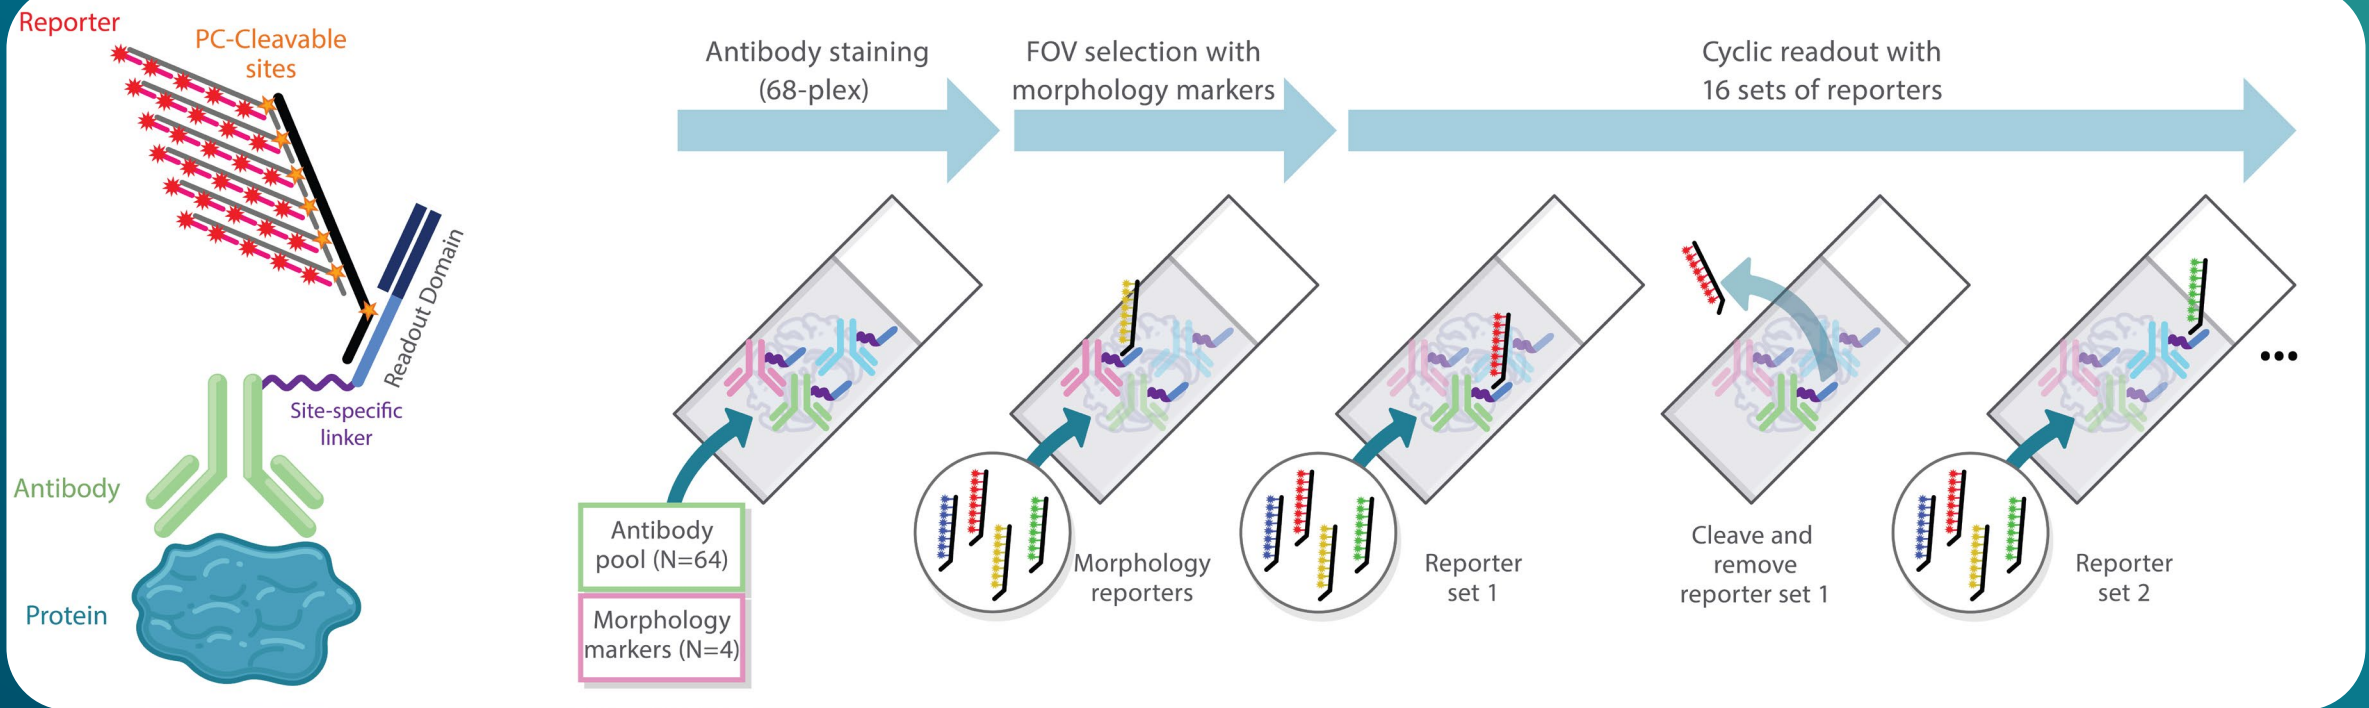 Reporter
PC-Cleavable
sites
Readout Domain
Site-specific
linker
Antibody
Protein
Antibody staining
(68-plex)
FOV selection with
morphology markers
Cyclic readout with
16 sets of reporters
Antibody
pool (N=64)
Morphology
markers (N=4)
Morphology
reporters
Reporter
set 1
Cleave and
remove
reporter set 1
Reporter
set 2
...